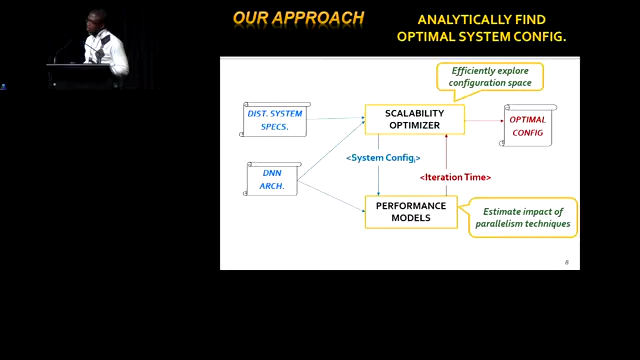 OUR APPROACH
ANALYTICALLY FIND
OPTIMAL SYSTEM CONFIG.
Efficiently explore
configuration space
DIST. SYSTEM
SPECS.
SCALABILITY
OPTIMIZER
OPTIMAL
CONFIG
<System Configᵢ>
<Iteration Time>
DNN
ARCH.
PERFORMANCE
MODELS
Estimate impact of
parallelism techniques
8